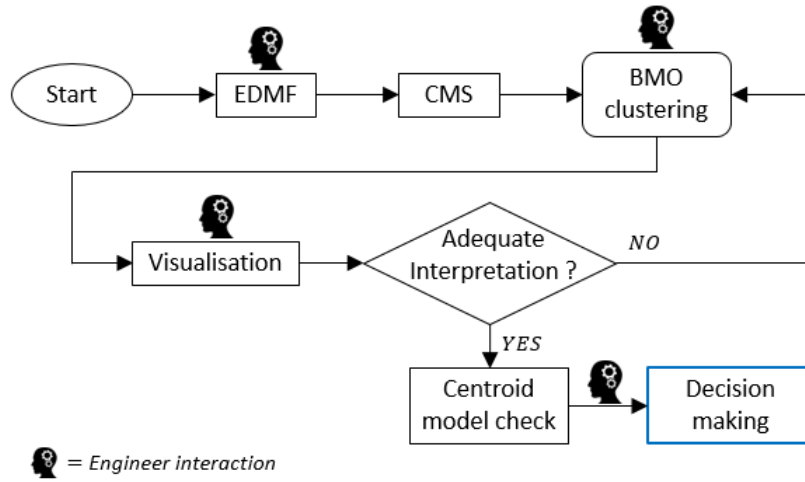 Start
EDMF
CMS
BMO
clustering
Visualisation
Adequate
Interpretation ?
NO
YES
Centroid
model check
Decision
making
= Engineer interaction